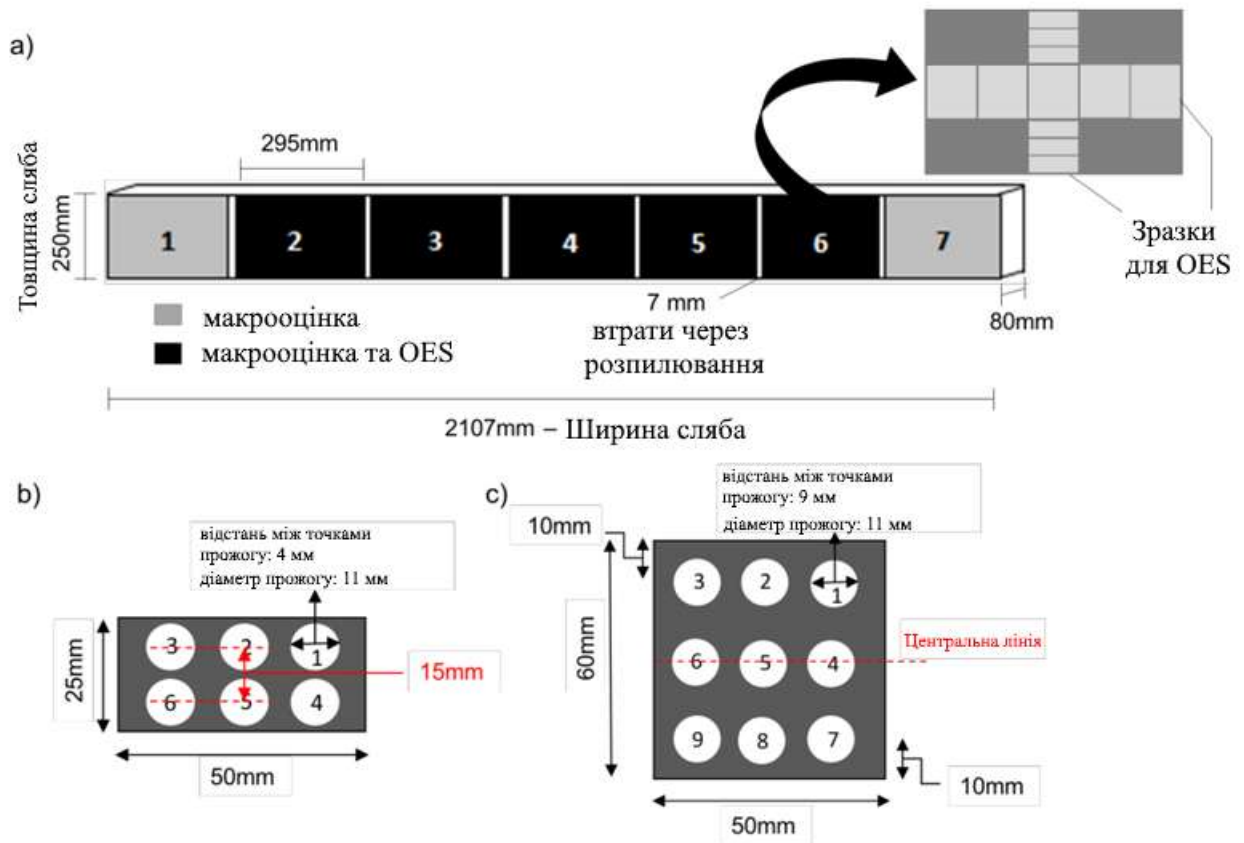 a)
295mm
Товщина сляба
250mm
1
2
3
4
5
6
7
Зразки
для OES
80mm
7 mm
втрати через
розпилювання
макрооцінка
макрооцінка та OES
2107mm – Ширина сляба
b)
відстань між точками
прожогу: 4 мм
діаметр прожогу: 11 мм
25mm
3
2
1
6
5
4
15mm
50mm
c)
відстань між точками
прожогу: 9 мм
діаметр прожогу: 11 мм
10mm
60mm
3
2
1
6
5
4
Центральна лінія
9
8
7
10mm
50mm